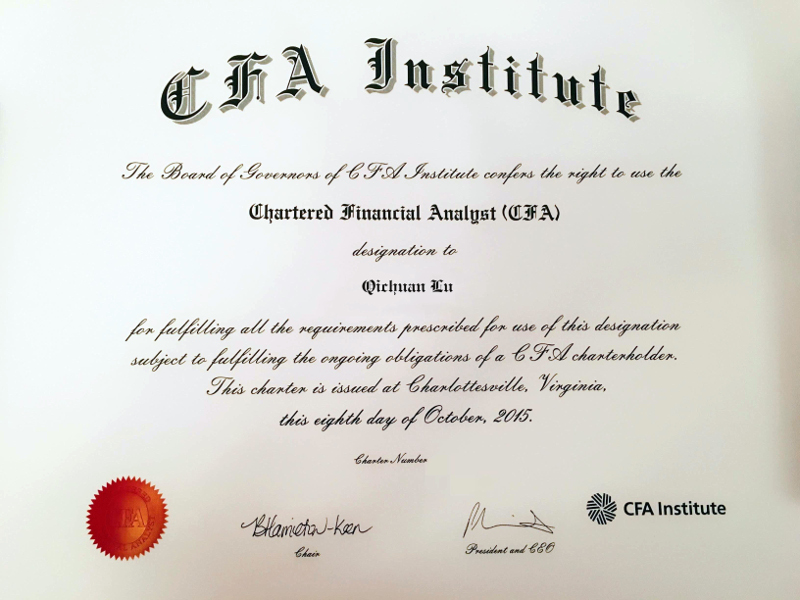 CFA Institute
The Board of Governors of CFA Institute confers the right to use the
Chartered Financial Analyst (CFA)
designation to
Qichuan Lu
for fulfilling all the requirements prescribed for use of this designation
subject to fulfilling the ongoing obligations of a CFA charterholder.
This charter is issued at Charlottesville, Virginia,
this eighth day of October, 2015.
Charter Number
CFA
Chair
President and CEO
CFA Institute